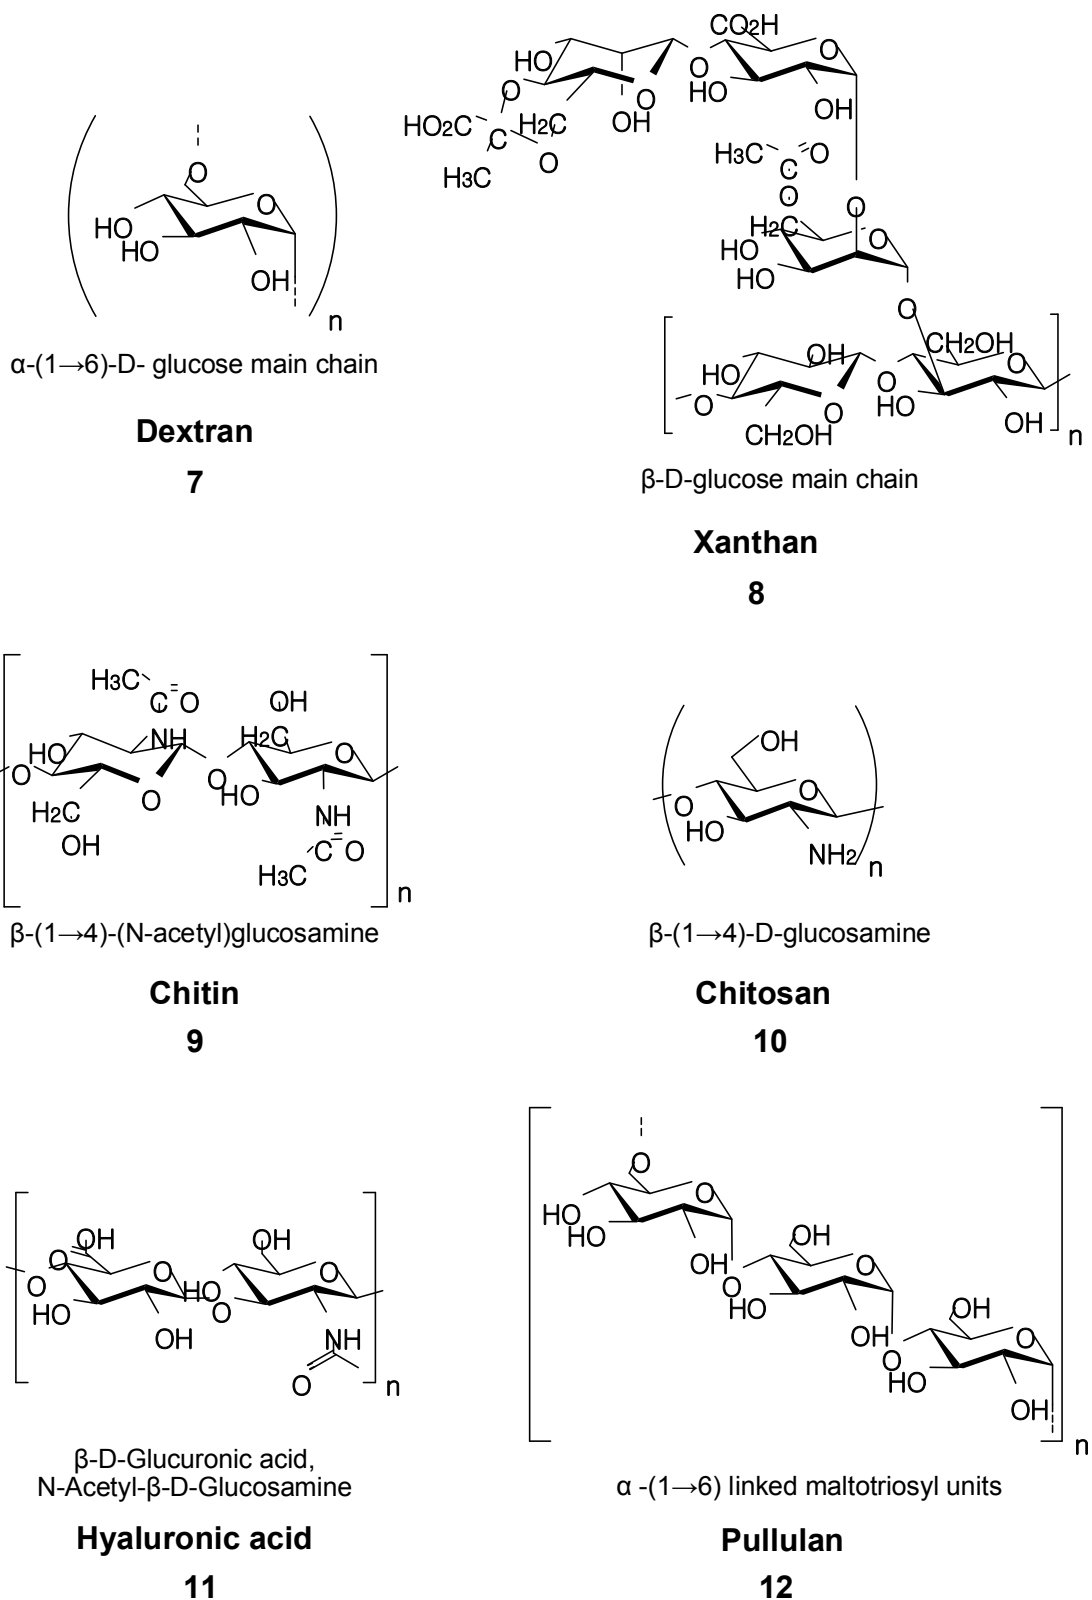 O
O
HO
HO
OH
n
α-(1→6)-D- glucose main chain
Dextran
7
CO2H
HO
O
O
HO
OH
O
O
OH
HO2C
C
H2C
O
H3C
H3C
C
O
O
H2C
O
O
HO
HO
O
OH
CH2OH
O
HO
O
HO
O
O
OH
CH2OH
n
β-D-glucose main chain
Xanthan
8
H3C
C=O
OH
NH
H2C
O
HO
O
O
HO
O
H2C
OH
NH
C=O
H3C
n
β-(1→4)-(N-acetyl)glucosamine
Chitin
9
OH
O
O
HO
NH2
n
β-(1→4)-D-glucosamine
Chitosan
10
OH
O
O
O
HO
OH
OH
O
HO
O
NH
O
n
β-D-Glucuronic acid,
N-Acetyl-β-D-Glucosamine
Hyaluronic acid
11
O
O
HO
HO
OH
OH
O
O
HO
OH
OH
O
O
HO
OH
n
α -(1→6) linked maltotriosyl units
Pullulan
12